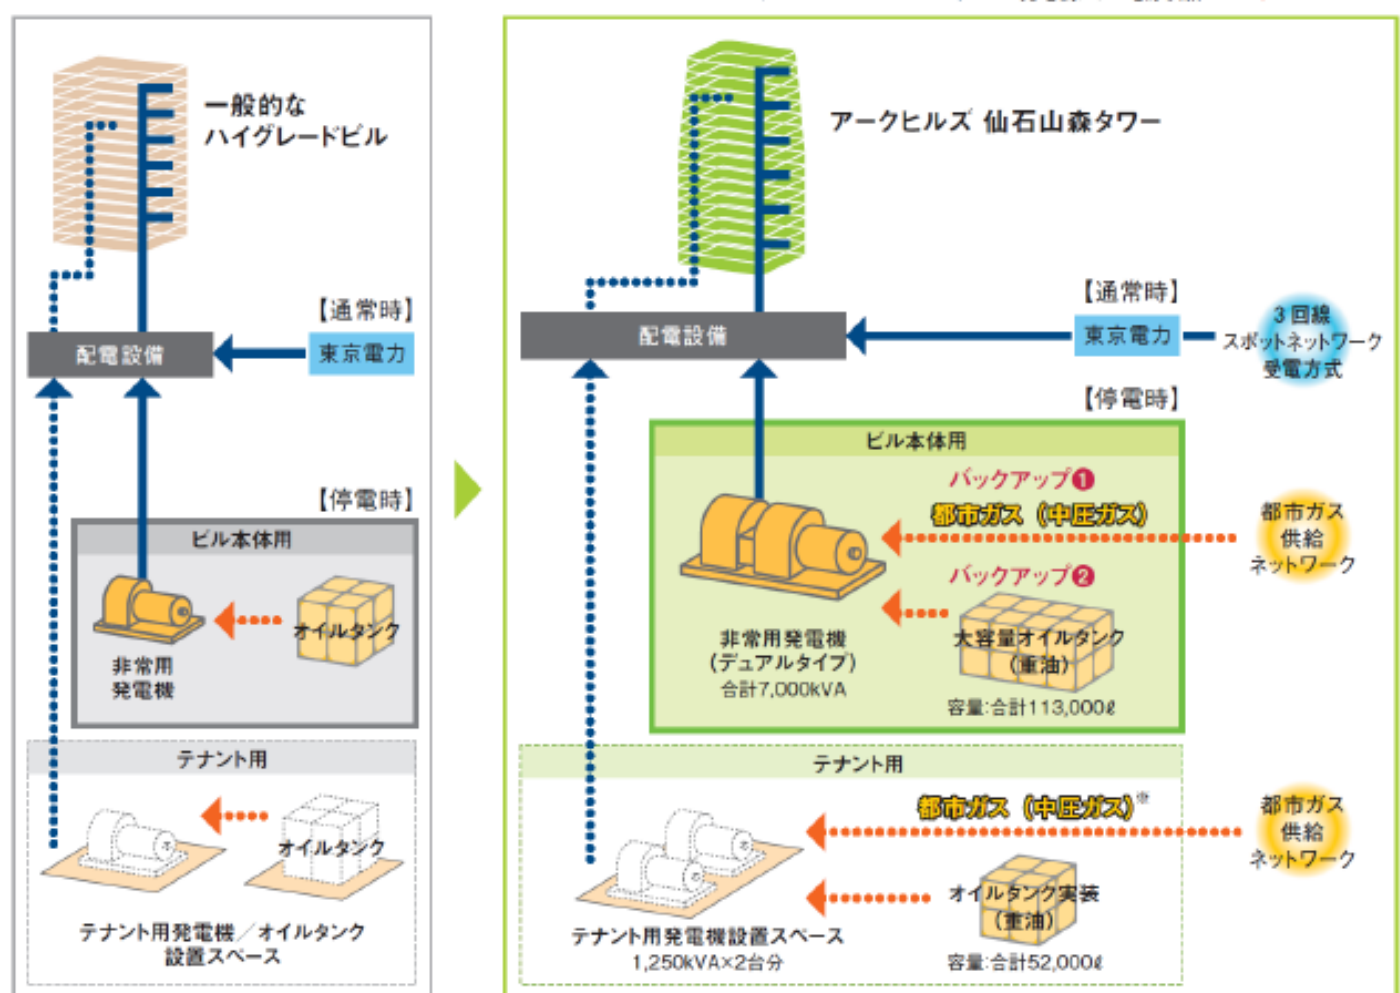 一般的な
ハイグレードビル
【通常時】
配電設備
東京電力
【停電時】
ビル本体用
オイルタンク
非常用
発電機
テナント用
オイルタンク
テナント用発電機／オイルタンク
設置スペース
アークヒルズ 仙石山森タワー
【通常時】
配電設備
東京電力
3回線
スポットネットワーク
受電方式
【停電時】
ビル本体用
バックアップ❶
都市ガス（中圧ガス）
都市ガス
供給
ネットワーク
バックアップ❷
非常用発電機
（デュアルタイプ）
合計7,000kVA
大容量オイルタンク
（重油）
容量:合計113,000ℓ
テナント用
都市ガス（中圧ガス）※
都市ガス
供給
ネットワーク
オイルタンク実装
（重油）
テナント用発電機設置スペース
1,250kVA×2台分
容量:合計52,000ℓ